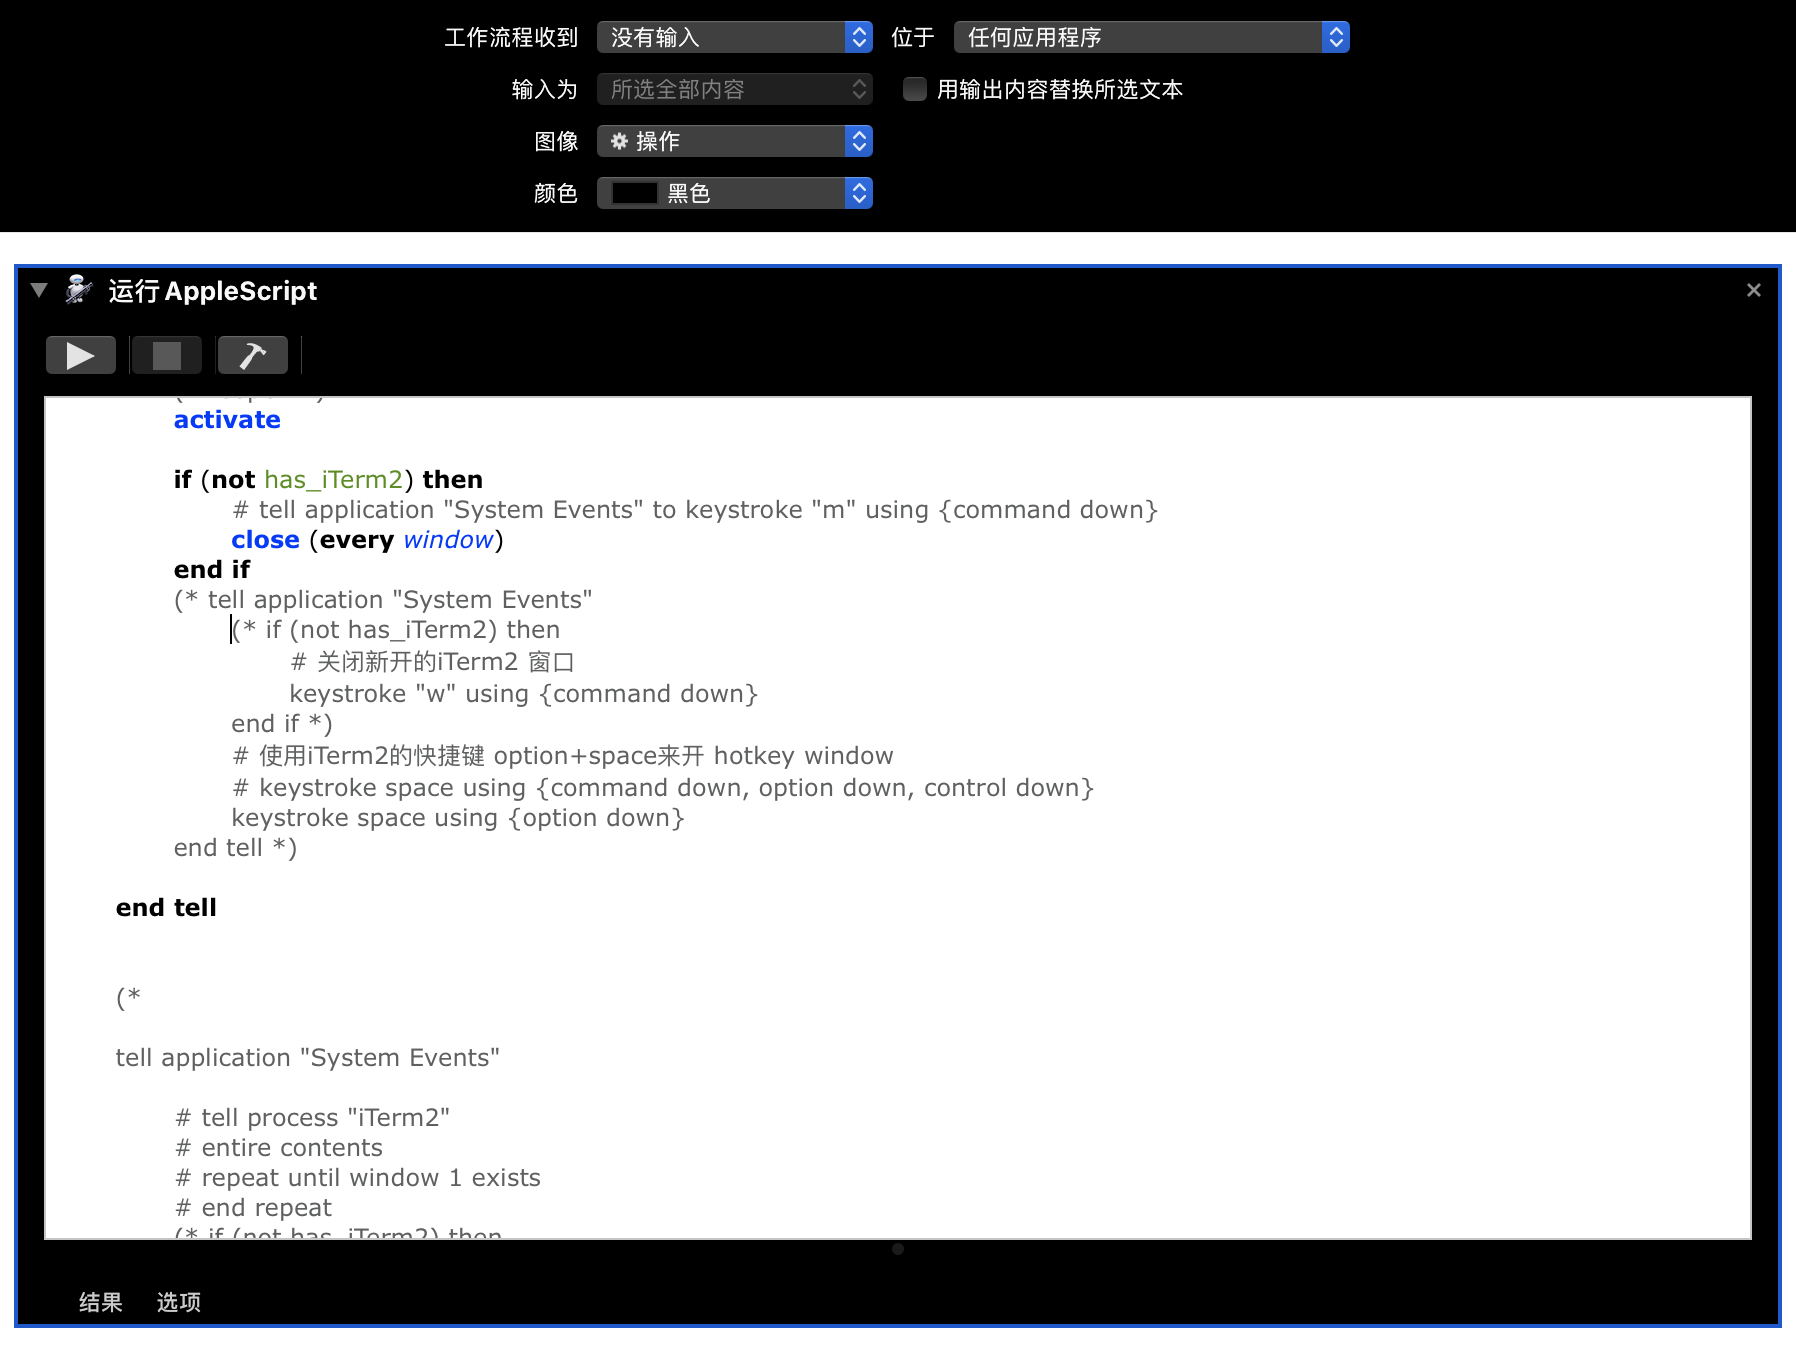 工作流程收到 没有输入 位于 任何应用程序
输入为 所选全部内容 用输出内容替换所选文本
图像 操作
颜色 黑色
运行 AppleScript
activate
if (not has_iTerm2) then
# tell application "System Events" to keystroke "m" using {command down}
close (every window)
end if
(* tell application "System Events"
(* if (not has_iTerm2) then
# 关闭新开的iTerm2 窗口
keystroke "w" using {command down}
end if *)
# 使用iTerm2的快捷键 option+space来开 hotkey window
# keystroke space using {command down, option down, control down}
keystroke space using {option down}
end tell *)
end tell
(*
tell application "System Events"
# tell process "iTerm2"
# entire contents
# repeat until window 1 exists
# end repeat
(* if (not has_iTerm2) then
结果 选项